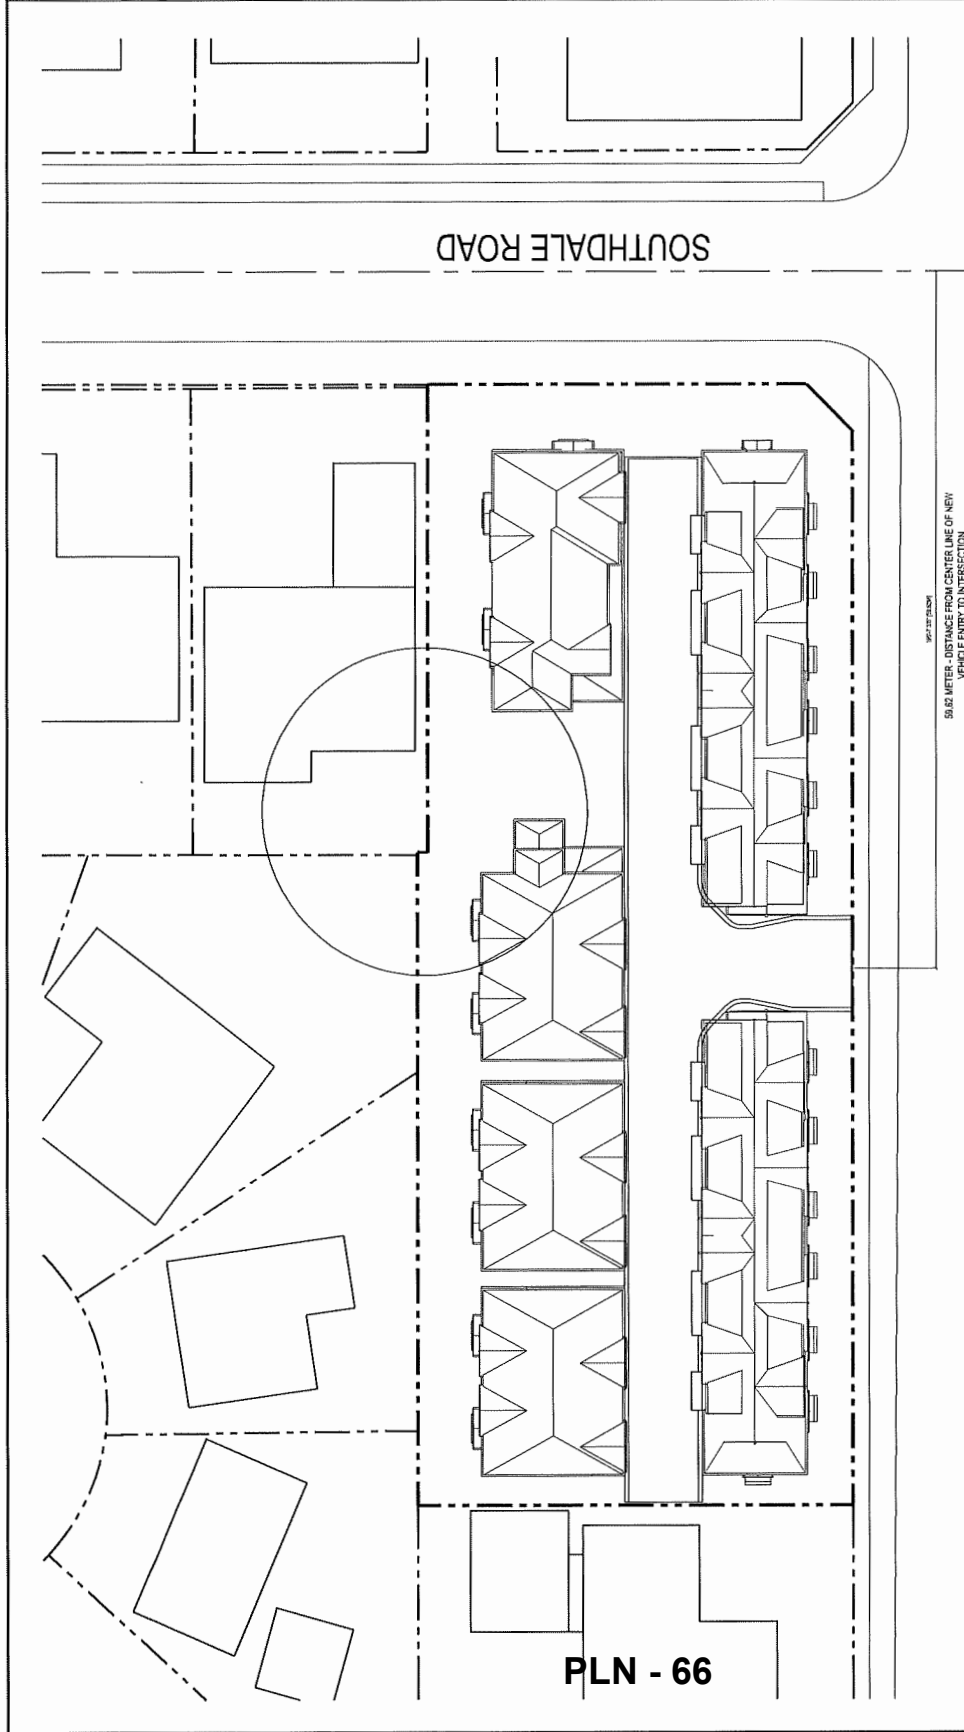 SOUTHDALE ROAD
59.62 METER - DISTANCE FROM CENTER LINE OF NEW
VEHICLE ENTRY TO INTERSECTION
PLN - 66